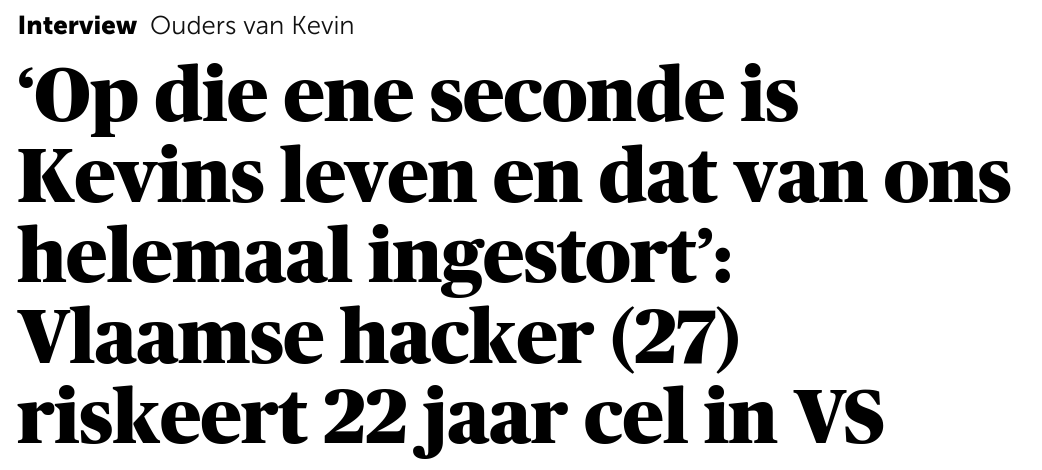 Interview Ouders van Kevin
‘Op die ene seconde is
Kevins leven en dat van ons
helemaal ingestort’:
Vlaamse hacker (27)
riskeert 22 jaar cel in VS